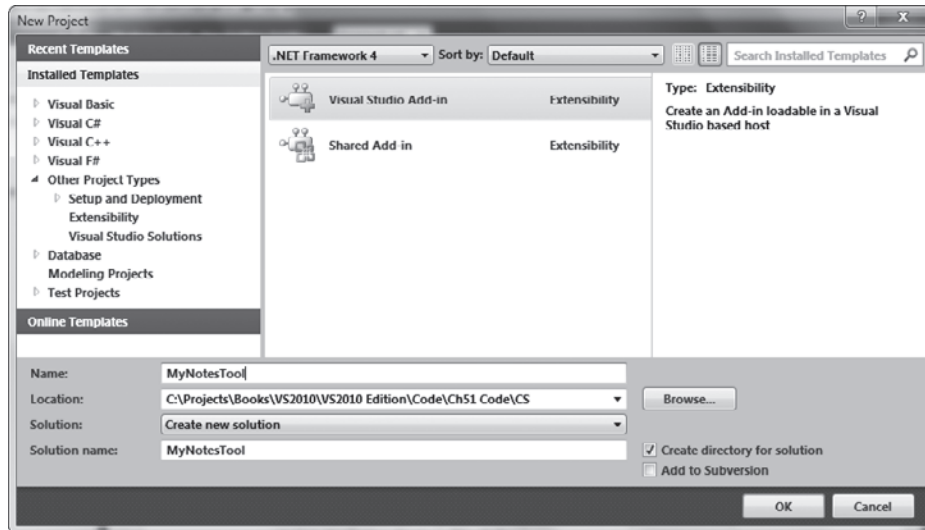 New Project
Recent Templates
Installed Templates
Visual Basic
Visual C#
Visual C++
Visual F#
Other Project Types
Setup and Deployment
Extensibility
Visual Studio Solutions
Database
Modeling Projects
Test Projects
Online Templates
.NET Framework 4
Sort by: Default
Search Installed Templates
Visual Studio Add-in Extensibility
Shared Add-in Extensibility
Type: Extensibility
Create an Add-in loadable in a Visual
Studio based host
Name: MyNotesTool
Location: C:\Projects\Books\VS2010\VS2010 Edition\Code\Ch51 Code\CS
Browse...
Solution: Create new solution
Solution name: MyNotesTool
Create directory for solution
Add to Subversion
OK Cancel